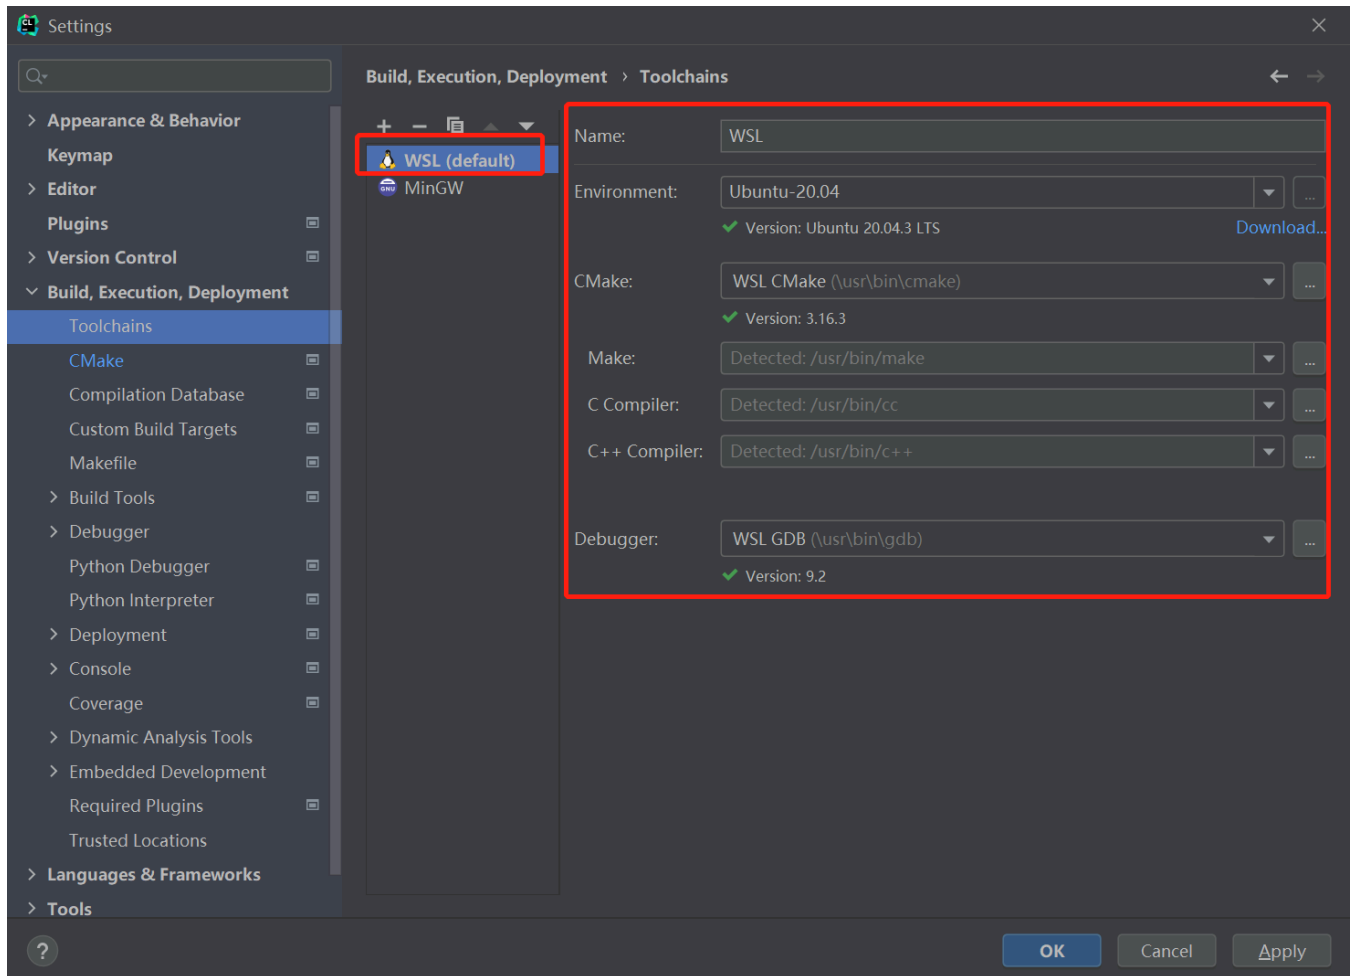 Settings
Build, Execution, Deployment › Toolchains
Appearance & Behavior
Keymap
Editor
Plugins
Version Control
Build, Execution, Deployment
Toolchains
CMake
Compilation Database
Custom Build Targets
Makefile
Build Tools
Debugger
Python Debugger
Python Interpreter
Deployment
Console
Coverage
Dynamic Analysis Tools
Embedded Development
Required Plugins
Trusted Locations
Languages & Frameworks
Tools
WSL (default)
MinGW
Name: WSL
Environment: Ubuntu-20.04 ...
Version: Ubuntu 20.04.3 LTS Download...
CMake: WSL CMake (\usr\bin\cmake) ...
Version: 3.16.3
Make: Detected: /usr/bin/make ...
C Compiler: Detected: /usr/bin/cc ...
C++ Compiler: Detected: /usr/bin/c++ ...
Debugger: WSL GDB (\usr\bin\gdb) ...
Version: 9.2
? OK Cancel Apply